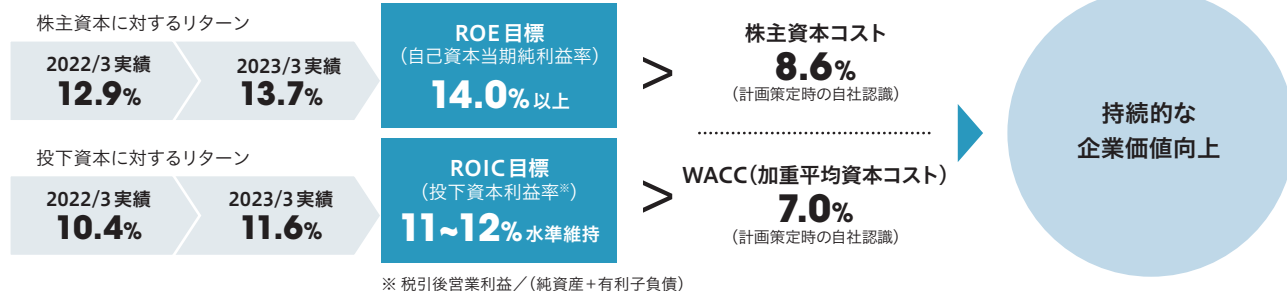 株主資本に対するリターン
2022/3 実績
12.9%
2023/3 実績
13.7%
ROE目標
（自己資本当期純利益率）
14.0% 以上
>
株主資本コスト
8.6%
（計画策定時の自社認識）
投下資本に対するリターン
2022/3 実績
10.4%
2023/3 実績
11.6%
ROIC目標
（投下資本利益率※）
11~12% 水準維持
>
WACC（加重平均資本コスト）
7.0%
（計画策定時の自社認識）
持続的な
企業価値向上
※ 税引後営業利益／（純資産＋有利子負債）